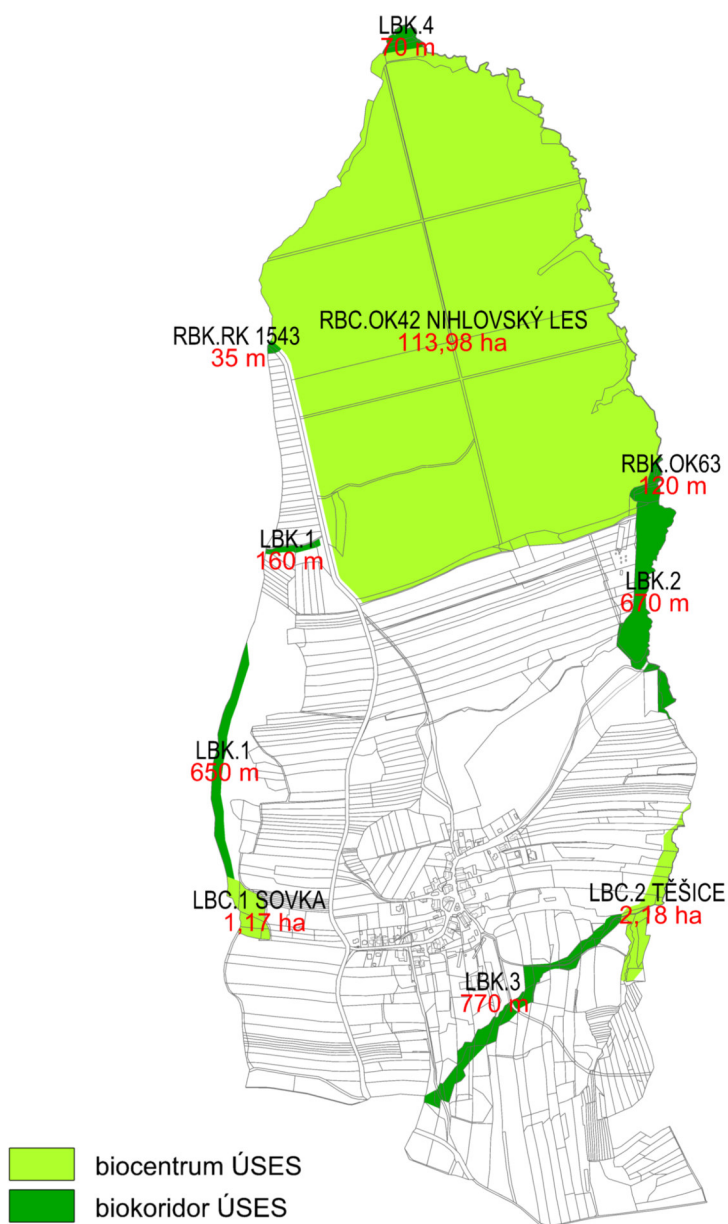 LBK.4
70 m
RBC.OK42 NIHLOVSKÝ LES
113,98 ha
RBK.RK 1543
35 m
RBK.OK63
120 m
LBK.1
160 m
LBK.2
670 m
LBK.1
650 m
LBC.1 SOVKA
1,17 ha
LBC.2 TĚŠICE
2,18 ha
LBK.3
770 m
biocentrum ÚSES
biokoridor ÚSES